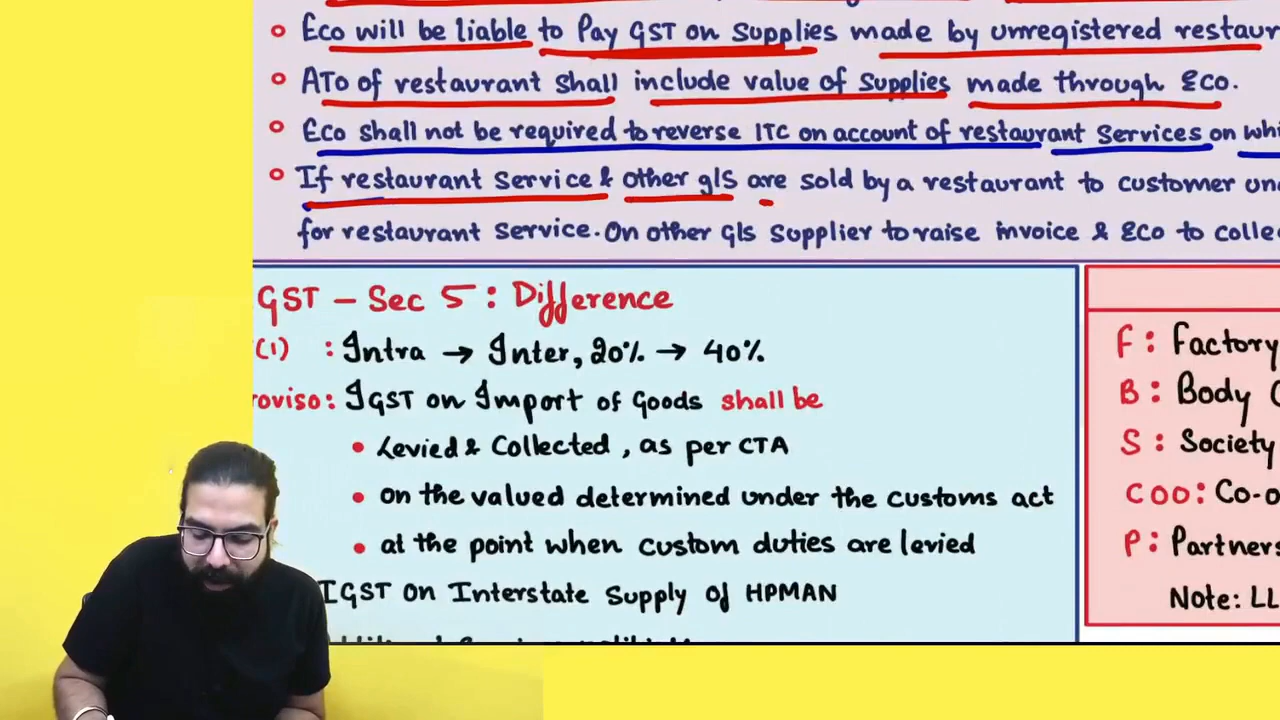 Eco will be liable to Pay GST on Supplies made by unregistered restaur
ATO of restaurant shall include value of Supplies made through Eco.
Eco shall not be required to reverse ITC on account of restaurant Services on whi
If restaurant Service & other g/s are sold by a restaurant to customer un
for restaurant Service. On other G/s Supplier to raise invoice & Eco to colle
GST – Sec 5 : Difference
(1) : Intra → Inter, 20% → 40%
roviso: IGST on Import of Goods shall be
• Levied & Collected, as per CTA
• on the valued determined under the customs act
• at the point when custom duties are levied
IGST on Interstate Supply of HPMAN
F : Factory
B : Body
S : Society
COO : Co-o
P : Partners
Note: LL